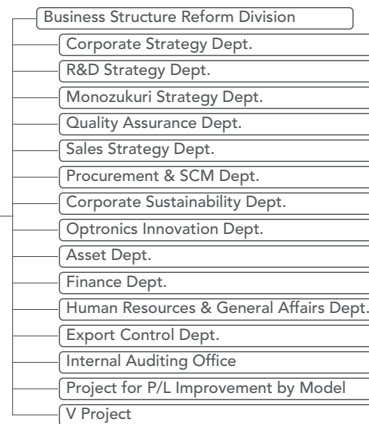 Business Structure Reform Division
Corporate Strategy Dept.
R&D Strategy Dept.
Monozukuri Strategy Dept.
Quality Assurance Dept.
Sales Strategy Dept.
Procurement & SCM Dept.
Corporate Sustainability Dept.
Optronics Innovation Dept.
Asset Dept.
Finance Dept.
Human Resources & General Affairs Dept.
Export Control Dept.
Internal Auditing Office
Project for P/L Improvement by Model
V Project